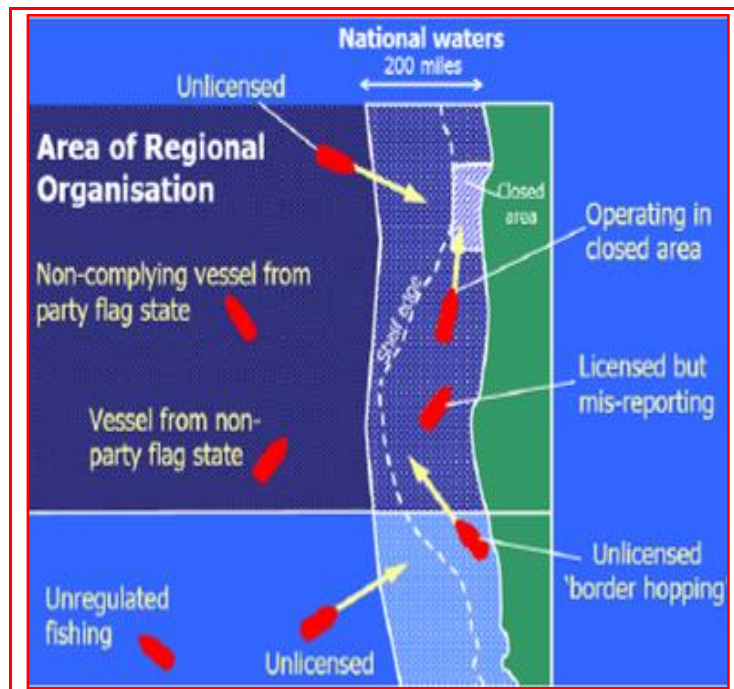 National waters
200 miles
Unlicensed
Area of Regional
Organisation
Closed
area
Operating in
closed area
Non-complying vessel from
party flag state
Shelf edge
Licensed but
mis-reporting
Vessel from non-
party flag state
Unlicensed
'border hopping'
Unregulated
fishing
Unlicensed